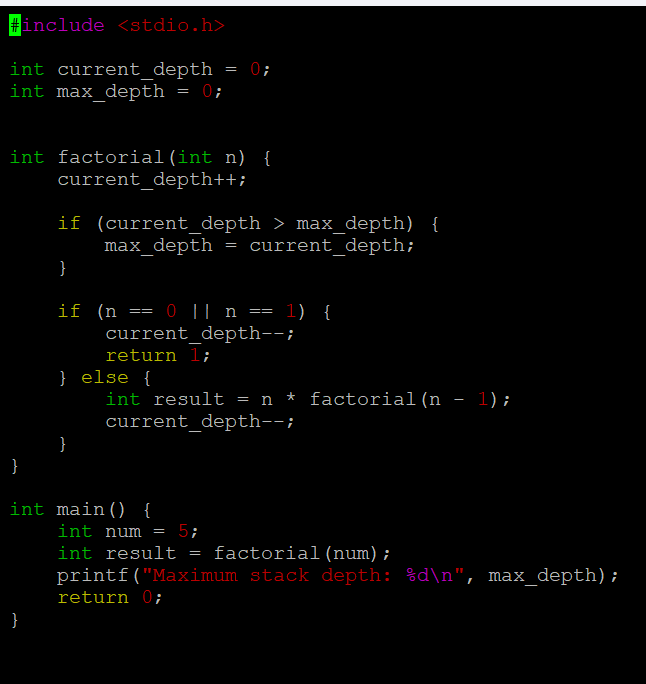 #include <stdio.h>
int current_depth = 0;
int max_depth = 0;
int factorial(int n) {
    current_depth++;
    if (current_depth > max_depth) {
        max_depth = current_depth;
    }
    if (n == 0 || n == 1) {
        current_depth--;
        return 1;
    } else {
        int result = n * factorial(n - 1);
        current_depth--;
    }
}
int main() {
    int num = 5;
    int result = factorial(num);
    printf("Maximum stack depth: %d\n", max_depth);
    return 0;
}